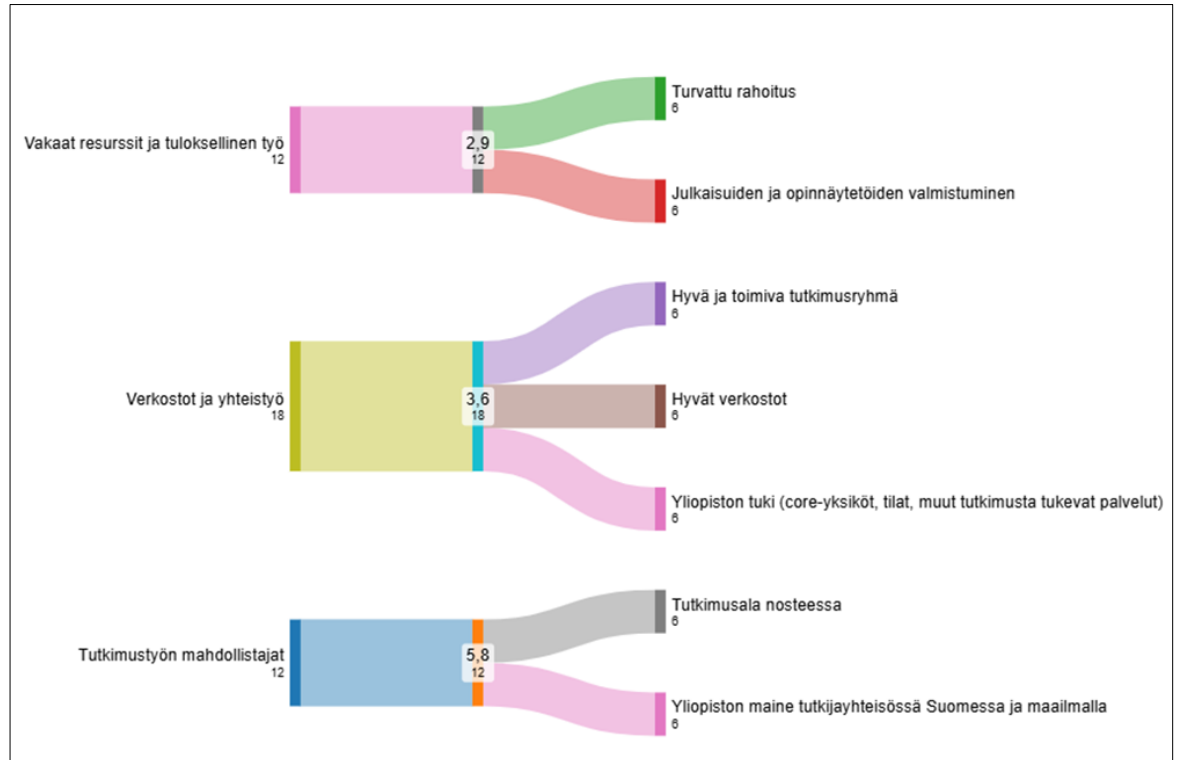 Vakaat resurssit ja tuloksellinen työ
12
2,9
12
Turvattu rahoitus
6
Julkaisuiden ja opinnäytetöiden valmistuminen
6
Verkostot ja yhteistyö
18
3,6
18
Hyvä ja toimiva tutkimusryhmä
6
Hyvät verkostot
6
Yliopiston tuki (core-yksiköt, tilat, muut tutkimusta tukevat palvelut)
6
Tutkimustyön mahdollistajat
12
5,8
12
Tutkimusala nosteessa
6
Yliopiston maine tutkijayhteisössä Suomessa ja maailmalla
6